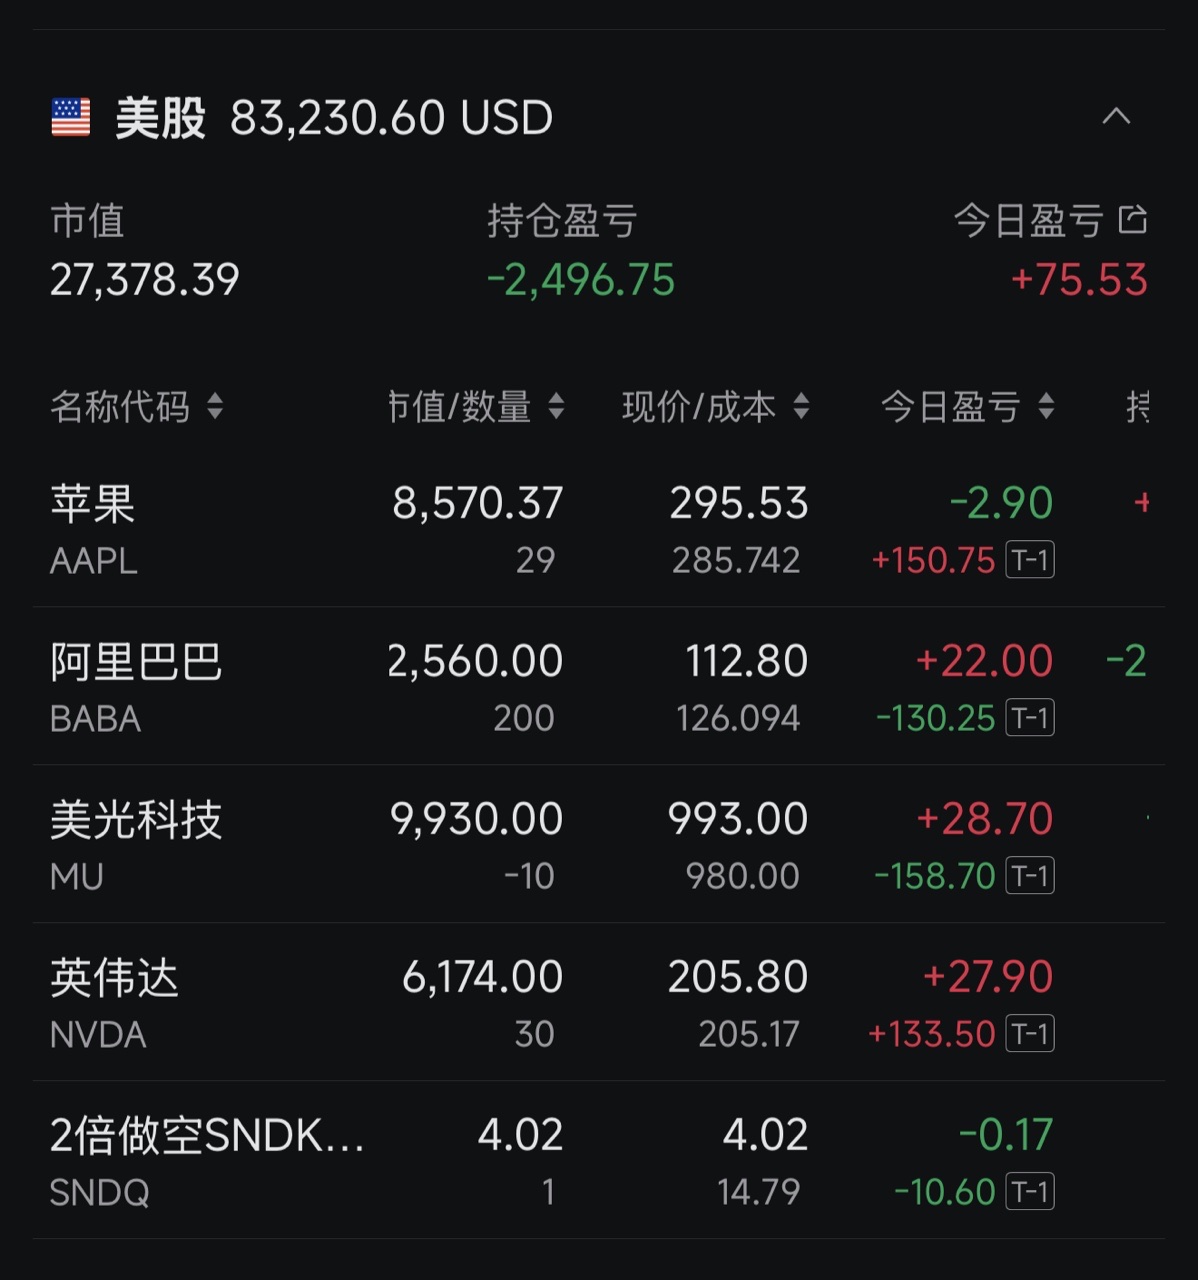 美股 83,230.60 USD
市值 持仓盈亏 今日盈亏
27,378.39 -2,496.75 +75.53
名称代码 市值/数量 现价/成本 今日盈亏 持
苹果 8,570.37 295.53 -2.90 +
AAPL 29 285.742 +150.75 T-1
阿里巴巴 2,560.00 112.80 +22.00 -2
BABA 200 126.094 -130.25 T-1
美光科技 9,930.00 993.00 +28.70
MU -10 980.00 -158.70 T-1
英伟达 6,174.00 205.80 +27.90
NVDA 30 205.17 +133.50 T-1
2倍做空SNDK... 4.02 4.02 -0.17
SNDQ 1 14.79 -10.60 T-1